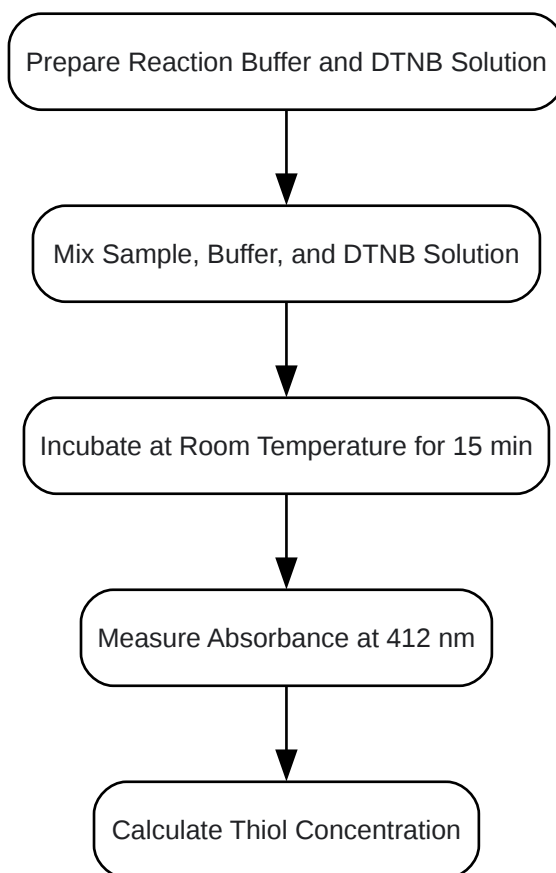 Prepare Reaction Buffer and DTNB Solution
Mix Sample, Buffer, and DTNB Solution
Incubate at Room Temperature for 15 min
Measure Absorbance at 412 nm
Calculate Thiol Concentration